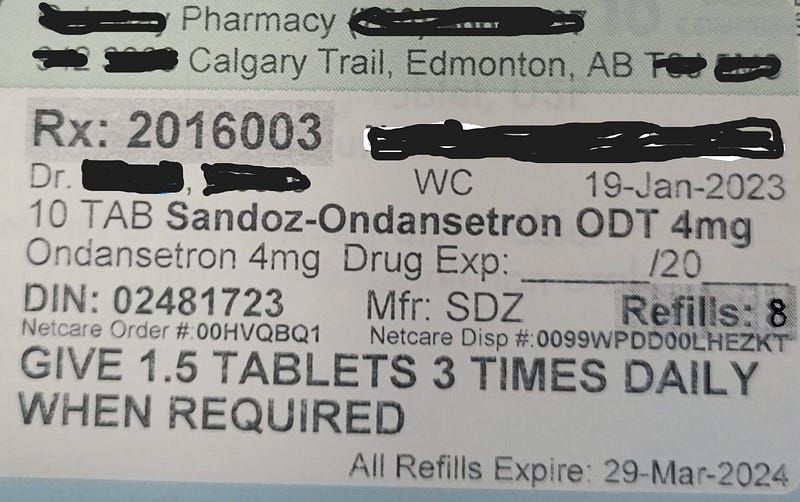 Pharmacy
Calgary Trail, Edmonton, AB
Rx: 2016003
Dr.
WC 19-Jan-2023
10 TAB Sandoz-Ondansetron ODT 4mg
Ondansetron 4mg Drug Exp: ______/20____
DIN: 02481723 Mfr: SDZ Refills: 8
Netcare Order #:00HVQBQ1 Netcare Disp #:0099WPDD00LHEZKT
GIVE 1.5 TABLETS 3 TIMES DAILY
WHEN REQUIRED
All Refills Expire: 29-Mar-2024